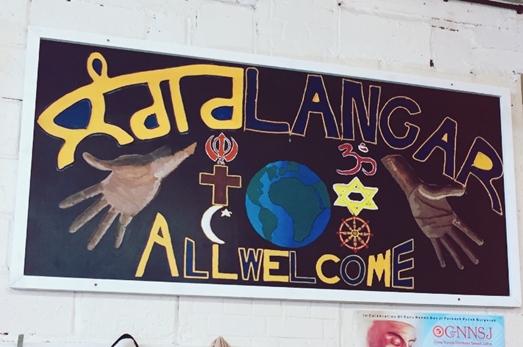 ਲੰਗਰ LANGAR
ALL WELCOME
GNNSJ